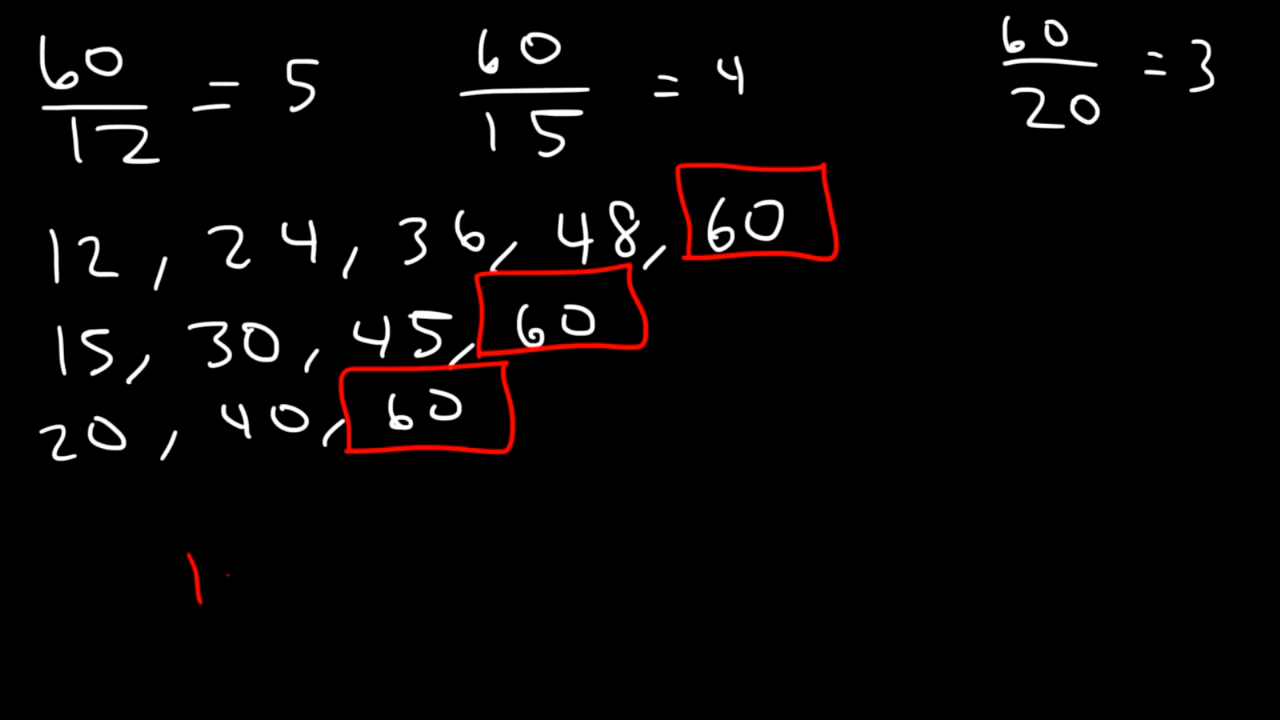 60/12 = 5 60/15 = 4 60/20 = 3
12, 24, 36, 48, 60
15, 30, 45, 60
20, 40, 60
1